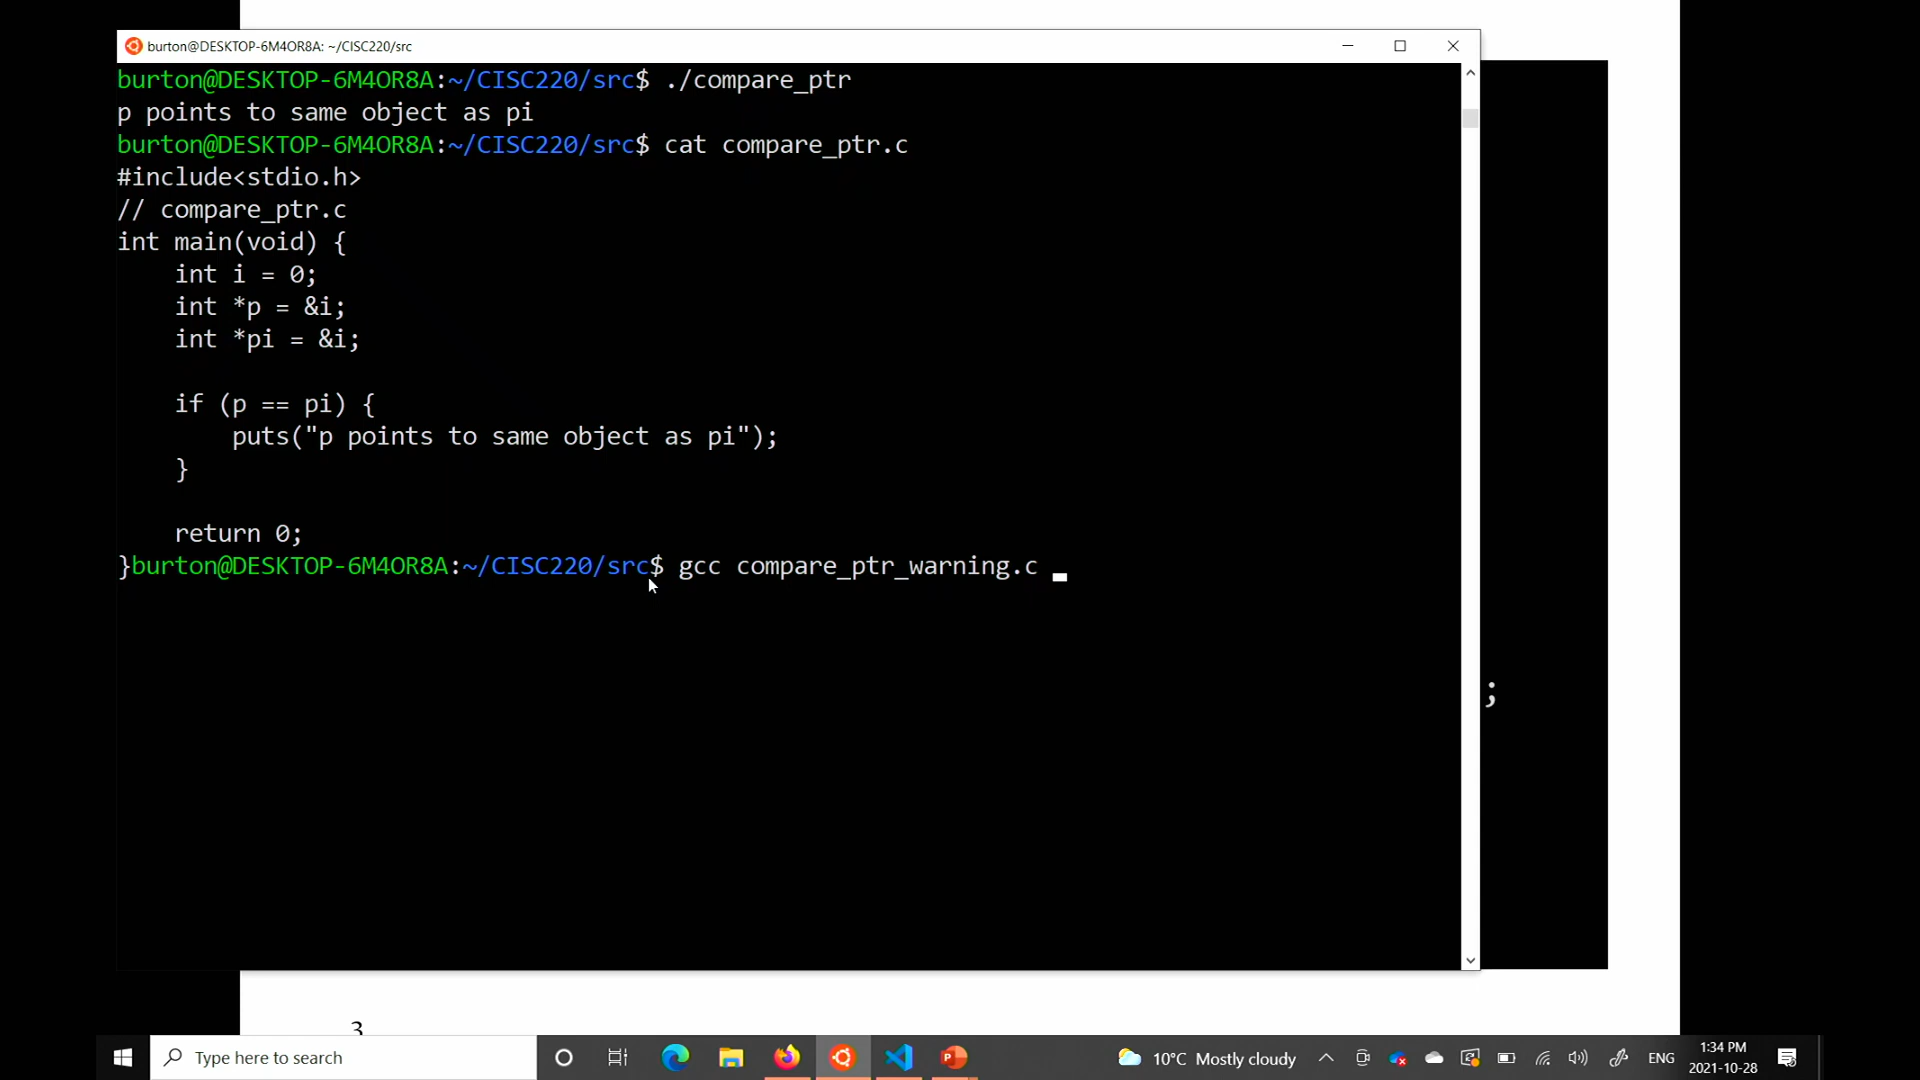 burton@DESKTOP-6M4OR8A: ~/CISC220/src
burton@DESKTOP-6M4OR8A:~/CISC220/src$ ./compare_ptr
p points to same object as pi
burton@DESKTOP-6M4OR8A:~/CISC220/src$ cat compare_ptr.c
#include<stdio.h>
// compare_ptr.c
int main(void) {
    int i = 0;
    int *p = &i;
    int *pi = &i;
    if (p == pi) {
        puts("p points to same object as pi");
    }
    return 0;
}burton@DESKTOP-6M4OR8A:~/CISC220/src$ gcc compare_ptr_warning.c
;
3
Type here to search
10°C Mostly cloudy
ENG
1:34 PM
2021-10-28